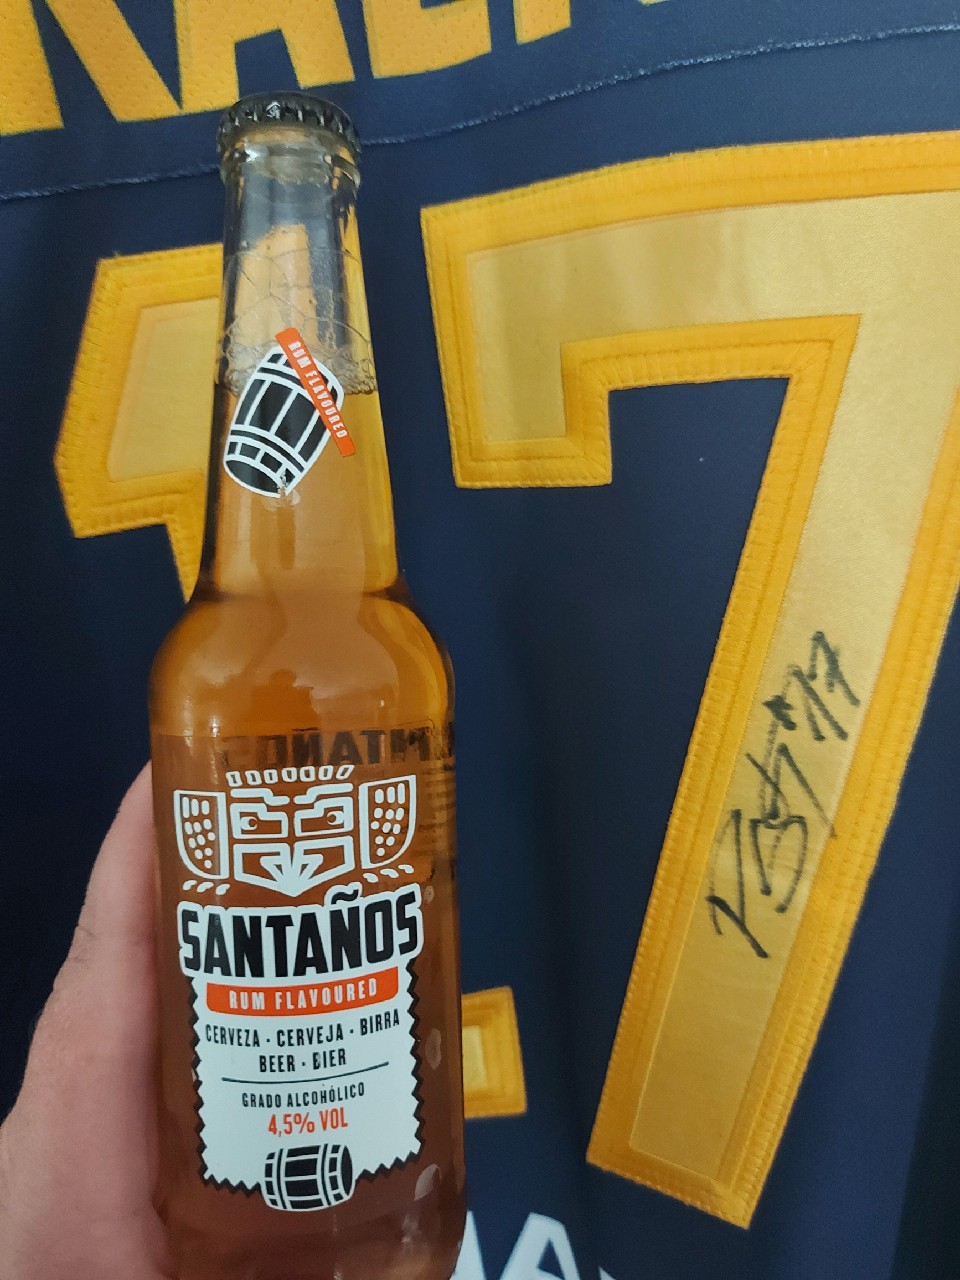 RUM FLAVOURED
17
SANTAÑOS
RUM FLAVOURED
CERVEZA · CERVEJA · BIRRA
BEER · BIER
GRADO ALCOHÓLICO
4,5% VOL